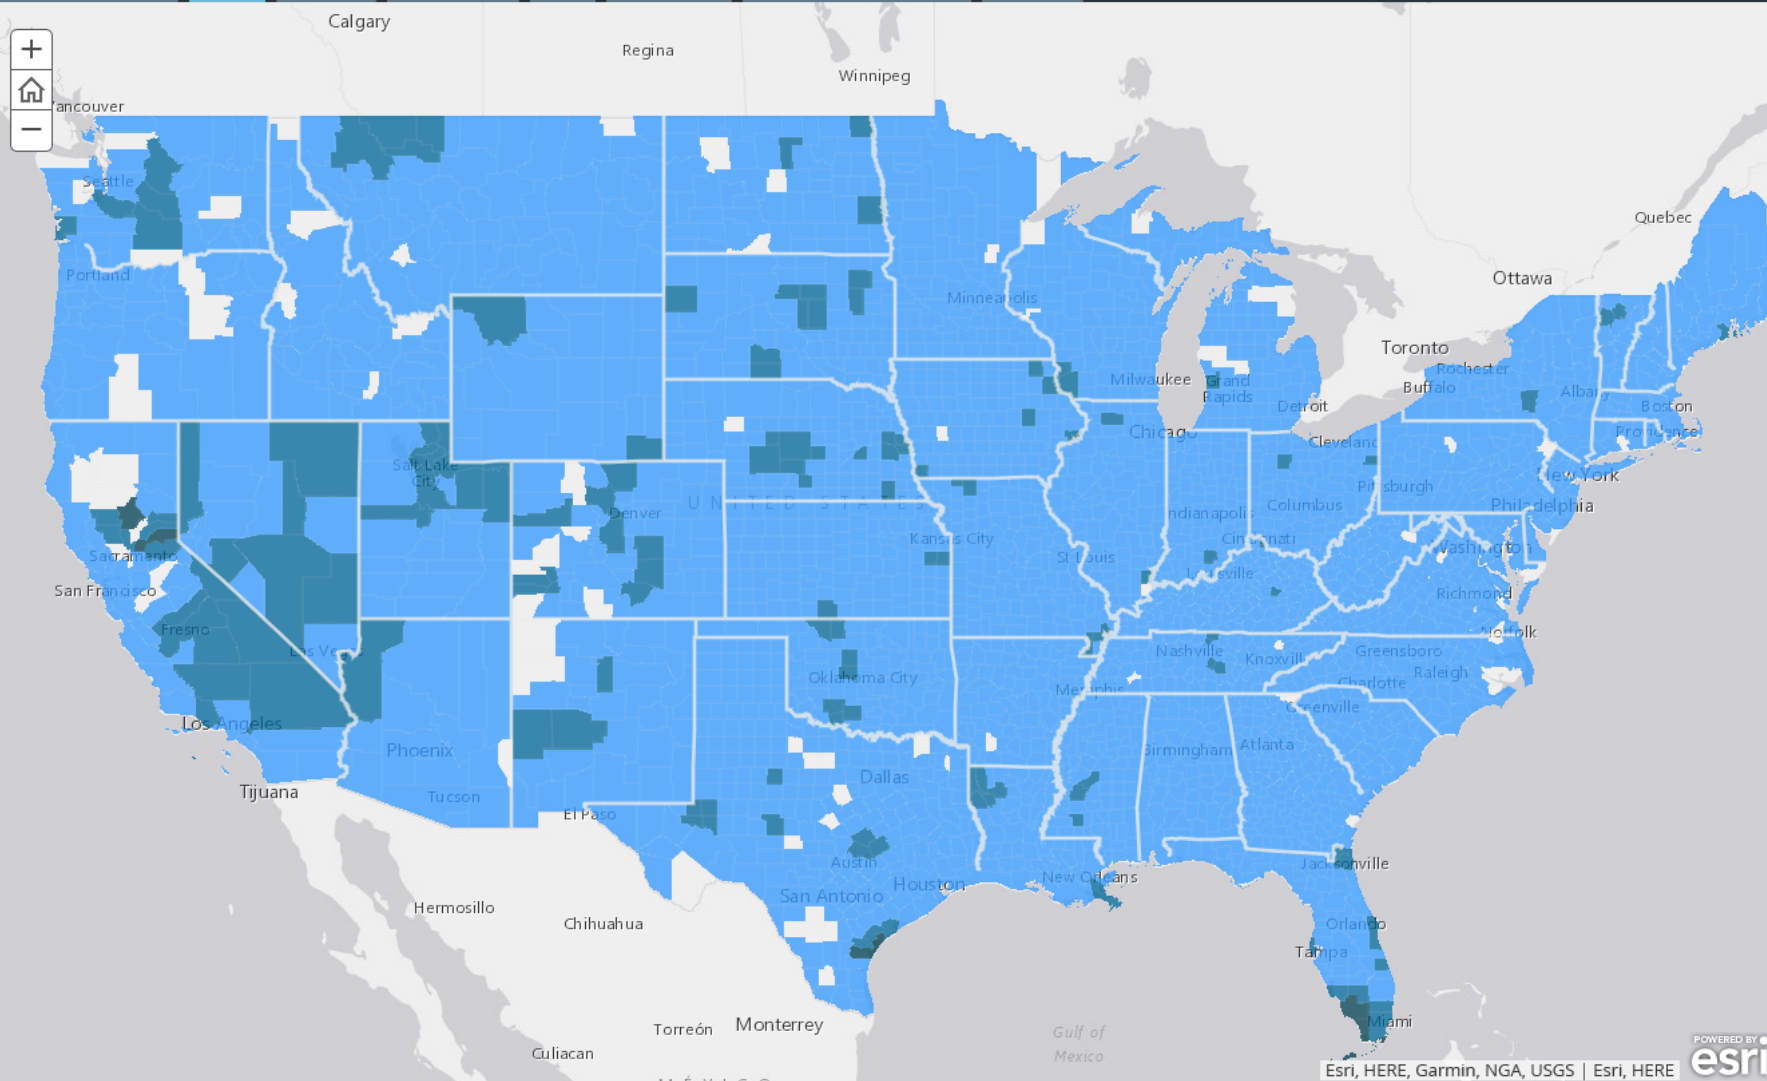 Calgary
Regina
Winnipeg
ancouver
Seattle
Quebec
Portland
Ottawa
Minneapolis
Toronto
Rochester
Buffalo
Milwaukee
Grand
Rapids
Albany
Detroit
Boston
Chicago
Cleveland
Providence
Salt Lake
City
New York
Pittsburgh
UNITED STATES
Denver
Columbus
Philadelphia
Indianapolis
Kansas City
Cincinnati
Washington
Sacramento
St Louis
Louisville
San Francisco
Richmond
Fresno
Norfolk
Las Vegas
Nashville
Knoxville
Greensboro
Oklahoma City
Raleigh
Charlotte
Memphis
Los Angeles
Greenville
Phoenix
Birmingham
Atlanta
Dallas
Tijuana
Tucson
El Paso
Austin
Jacksonville
New Orleans
Houston
San Antonio
Hermosillo
Chihuahua
Orlando
Tampa
Miami
Torreón
Monterrey
Gulf of
Mexico
Culiacan
POWERED BY
esri
Esri, HERE, Garmin, NGA, USGS | Esri, HERE